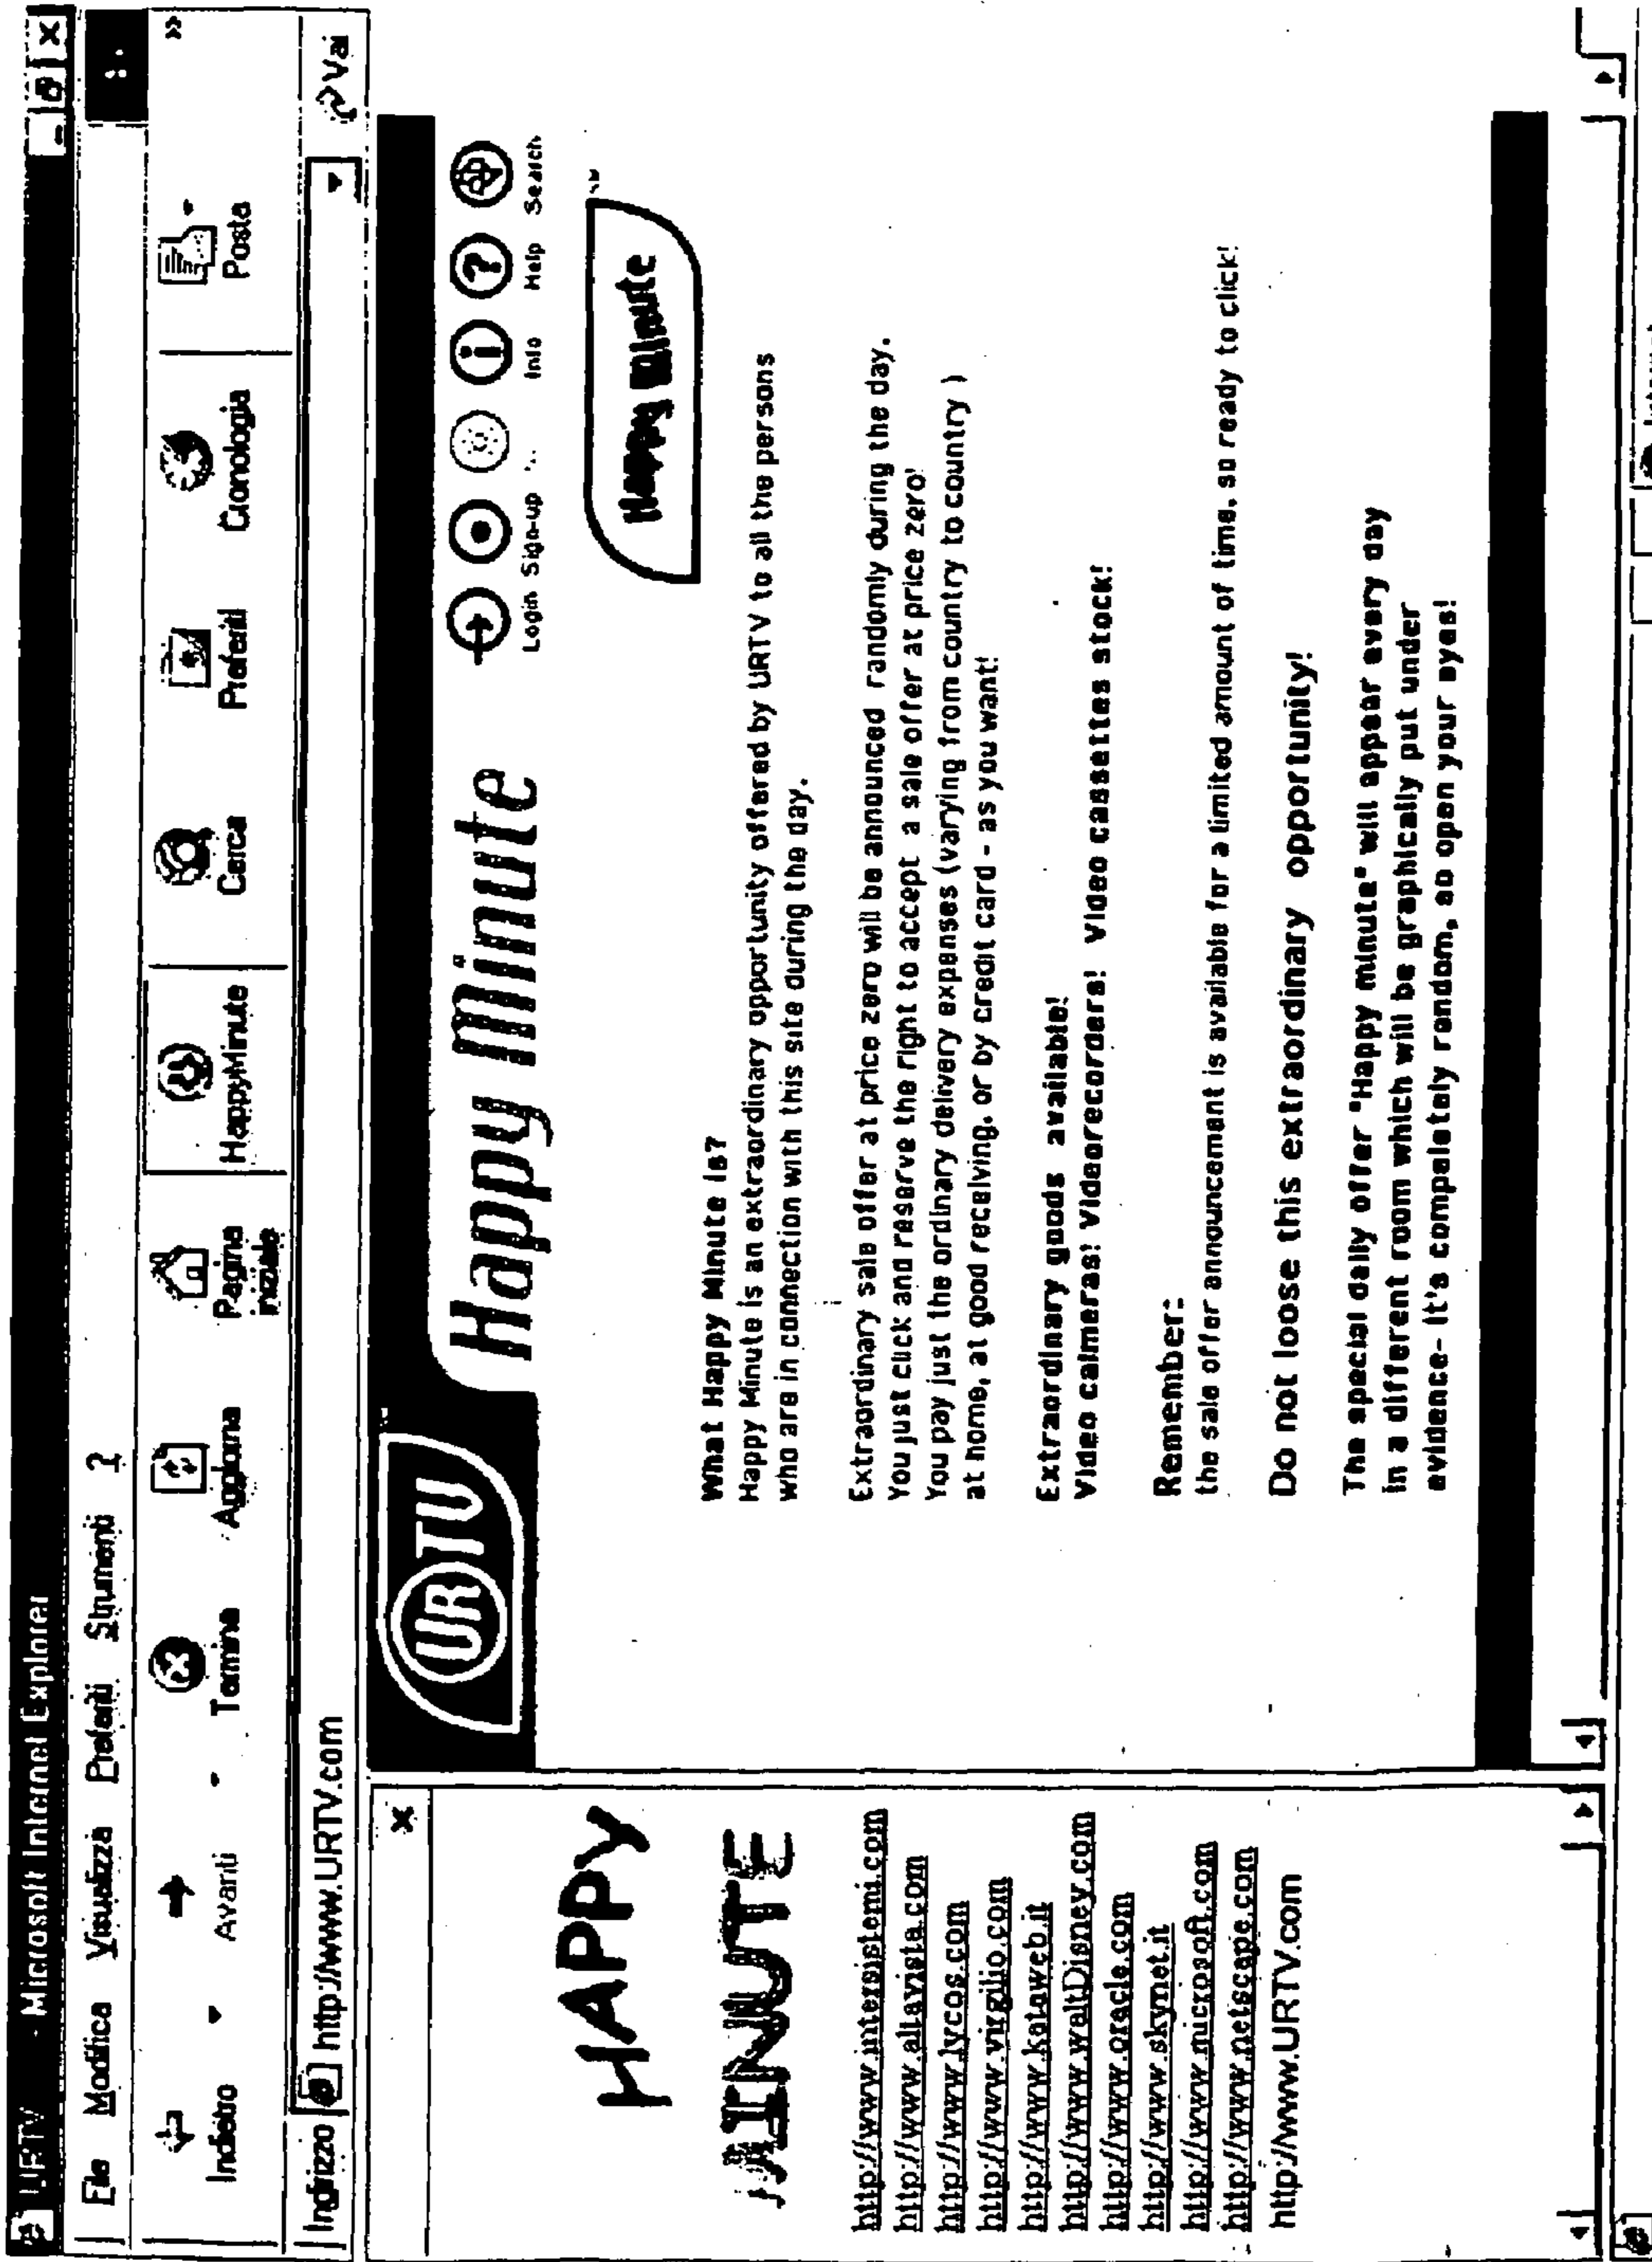 URTV - Microsoft Internet Explorer
File Modifica Visualizza Preferiti Strumenti ?
Indietro Avanti Termina Aggiorna Pagina iniziale HappyMinute Cerca Preferiti Cronologia Posta »
Indirizzo http://www.URTV.com Vai
HAPPY
MINUTE
http://www.intersistemi.com
http://www.altavista.com
http://www.lycos.com
http://www.virgilio.com
http://www.kataweb.it
http://www.waltDisney.com
http://www.oracle.com
http://www.skynet.it
http://www.microsoft.com
http://www.netscape.com
http://www.URTV.com
URTV
Happy Minute
Login Sign-up Info Help Search
Happy Minute
What Happy Minute is?
Happy Minute is an extraordinary opportunity offered by URTV to all the persons
who are in connection with this site during the day.
Extraordinary sale offer at price zero will be announced randomly during the day.
You just click and reserve the right to accept a sale offer at price zero!
You pay just the ordinary delivery expenses (varying from country to country )
at home, at good receiving, or by credit card - as you want!
Extraordinary goods available!
Video calmeras! Videorecorders! Video cassettes stock!
Remember:
the sale offer announcement is available for a limited amount of time, so ready to click!
Do not loose this extraordinary opportunity!
The special daily offer "Happy minute" will appear every day
in a different room which will be graphically put under
evidence- it's completely random, so open your eyes!